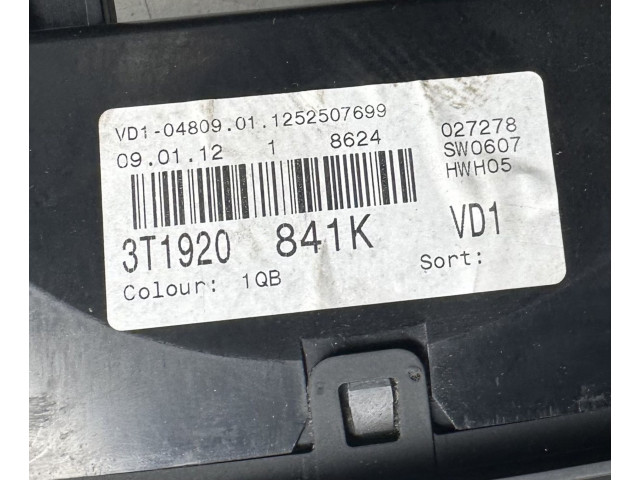 VD1-04809.01.1252507699
09.01.12 1 8624 027278
SW0607
HWH05
3T1920 841K VD1
Colour: 1QB Sort: